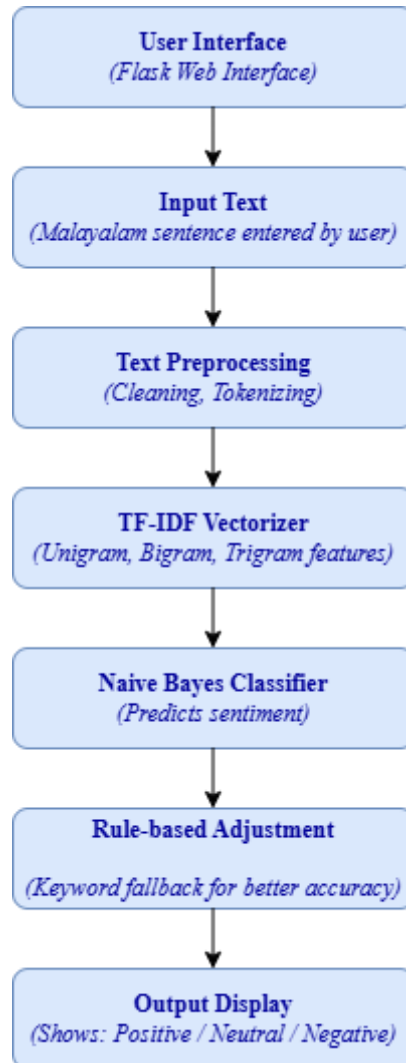 User Interface
(Flask Web Interface)
Input Text
(Malayalam sentence entered by user)
Text Preprocessing
(Cleaning, Tokenizing)
TF-IDF Vectorizer
(Unigram, Bigram, Trigram features)
Naive Bayes Classifier
(Predicts sentiment)
Rule-based Adjustment
(Keyword fallback for better accuracy)
Output Display
(Shows: Positive / Neutral / Negative)